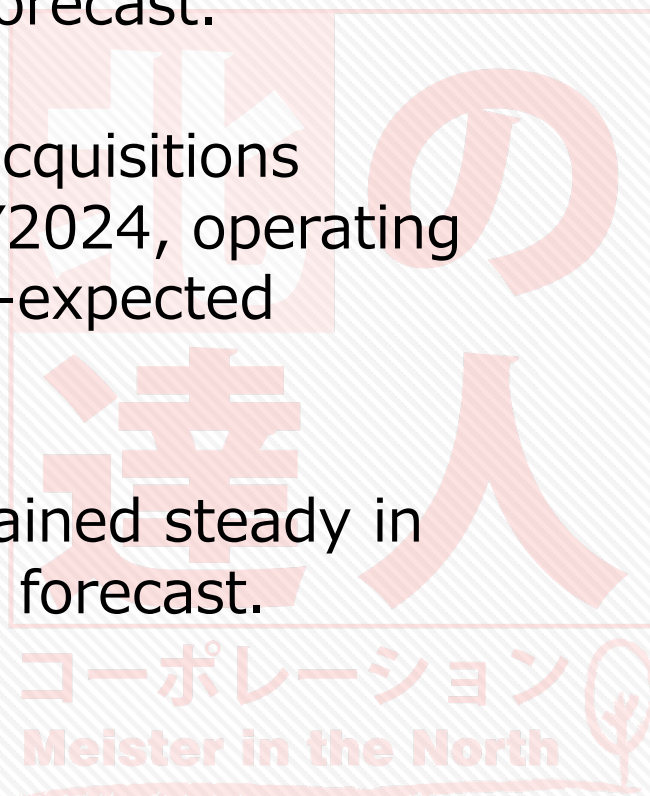 orecast.
cquisitions
/2024, operating
-expected
ained steady in
forecast.
北の
達人
コーポレーション
Meister in the North